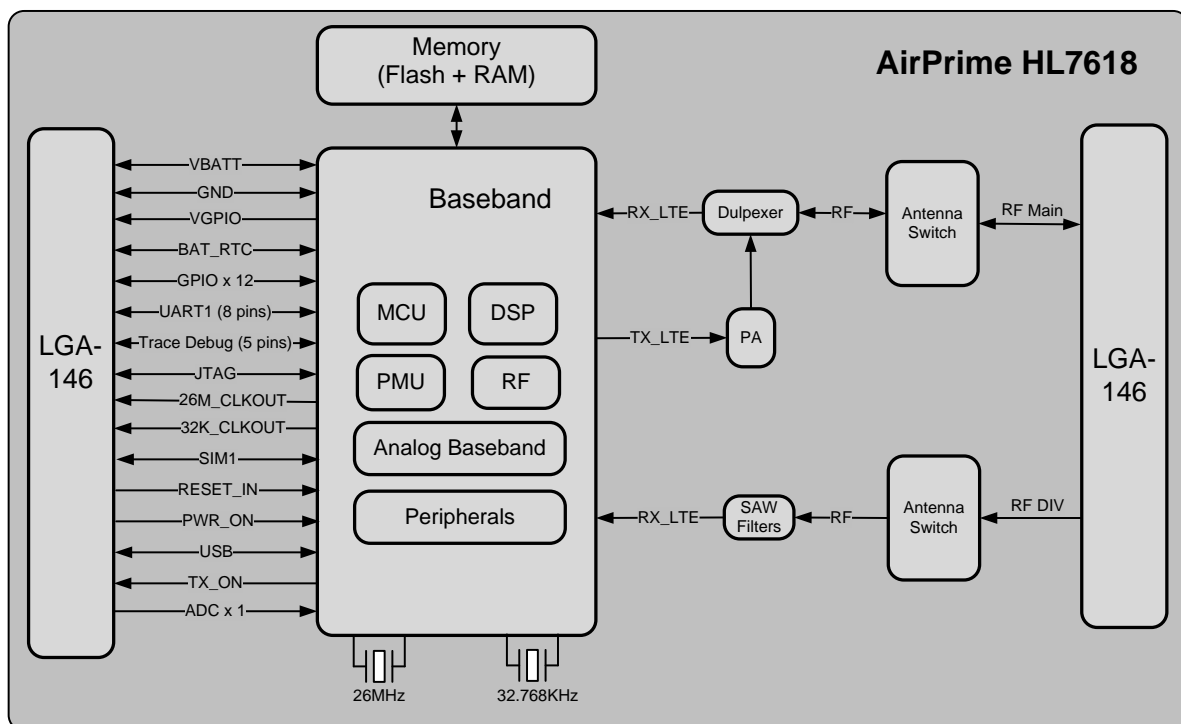 Memory
(Flash + RAM)
AirPrime HL7618
LGA-
146
VBATT
GND
VGPIO
BAT_RTC
GPIO x 12
UART1 (8 pins)
Trace Debug (5 pins)
JTAG
26M_CLKOUT
32K_CLKOUT
SIM1
RESET_IN
PWR_ON
USB
TX_ON
ADC x 1
Baseband
MCU
DSP
PMU
RF
Analog Baseband
Peripherals
26MHz
32.768KHz
RX_LTE
Dulpexer
RF
Antenna
Switch
RF Main
TX_LTE
PA
RX_LTE
SAW
Filters
RF
Antenna
Switch
RF DIV
LGA-
146